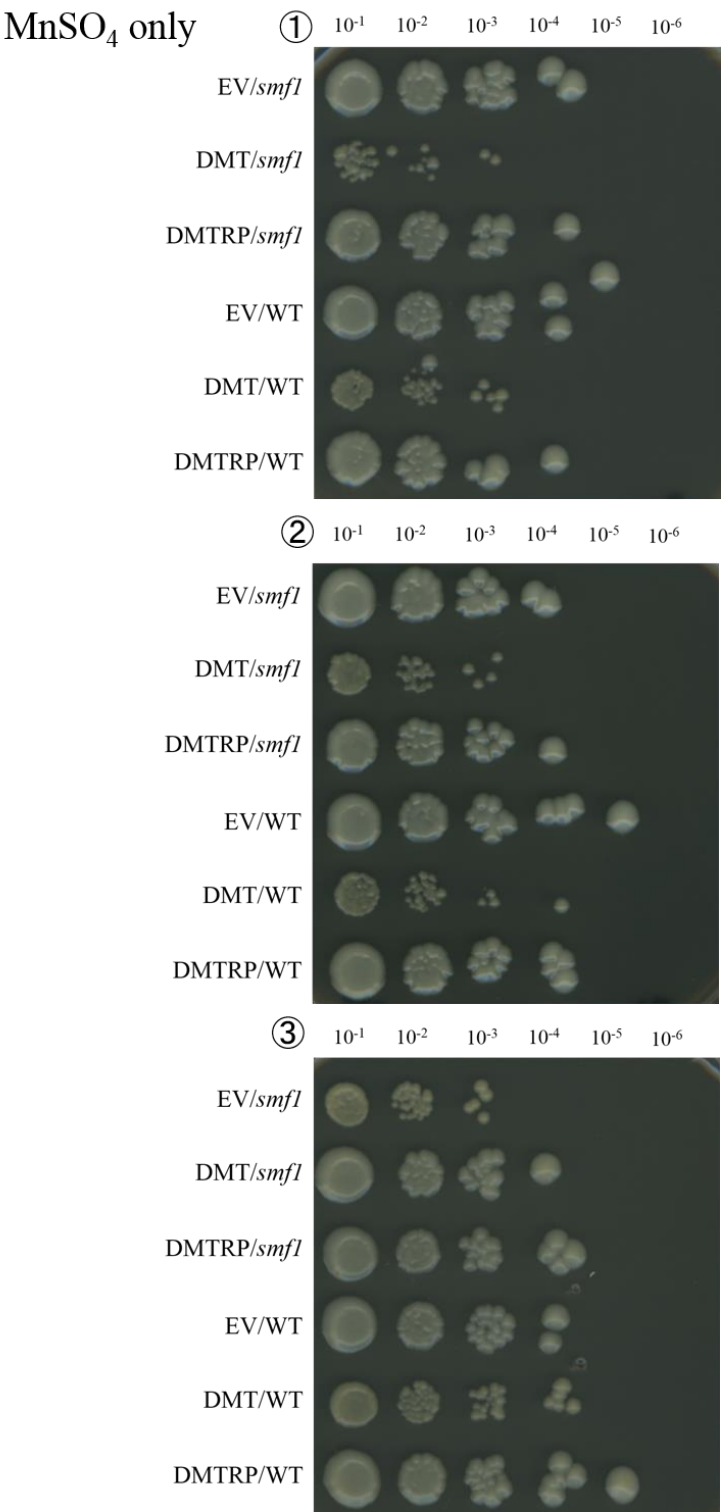 MnSO₄ only
① 10⁻¹ 10⁻² 10⁻³ 10⁻⁴ 10⁻⁵ 10⁻⁶
EV/smf1
DMT/smf1
DMTRP/smf1
EV/WT
DMT/WT
DMTRP/WT
② 10⁻¹ 10⁻² 10⁻³ 10⁻⁴ 10⁻⁵ 10⁻⁶
EV/smf1
DMT/smf1
DMTRP/smf1
EV/WT
DMT/WT
DMTRP/WT
③ 10⁻¹ 10⁻² 10⁻³ 10⁻⁴ 10⁻⁵ 10⁻⁶
EV/smf1
DMT/smf1
DMTRP/smf1
EV/WT
DMT/WT
DMTRP/WT